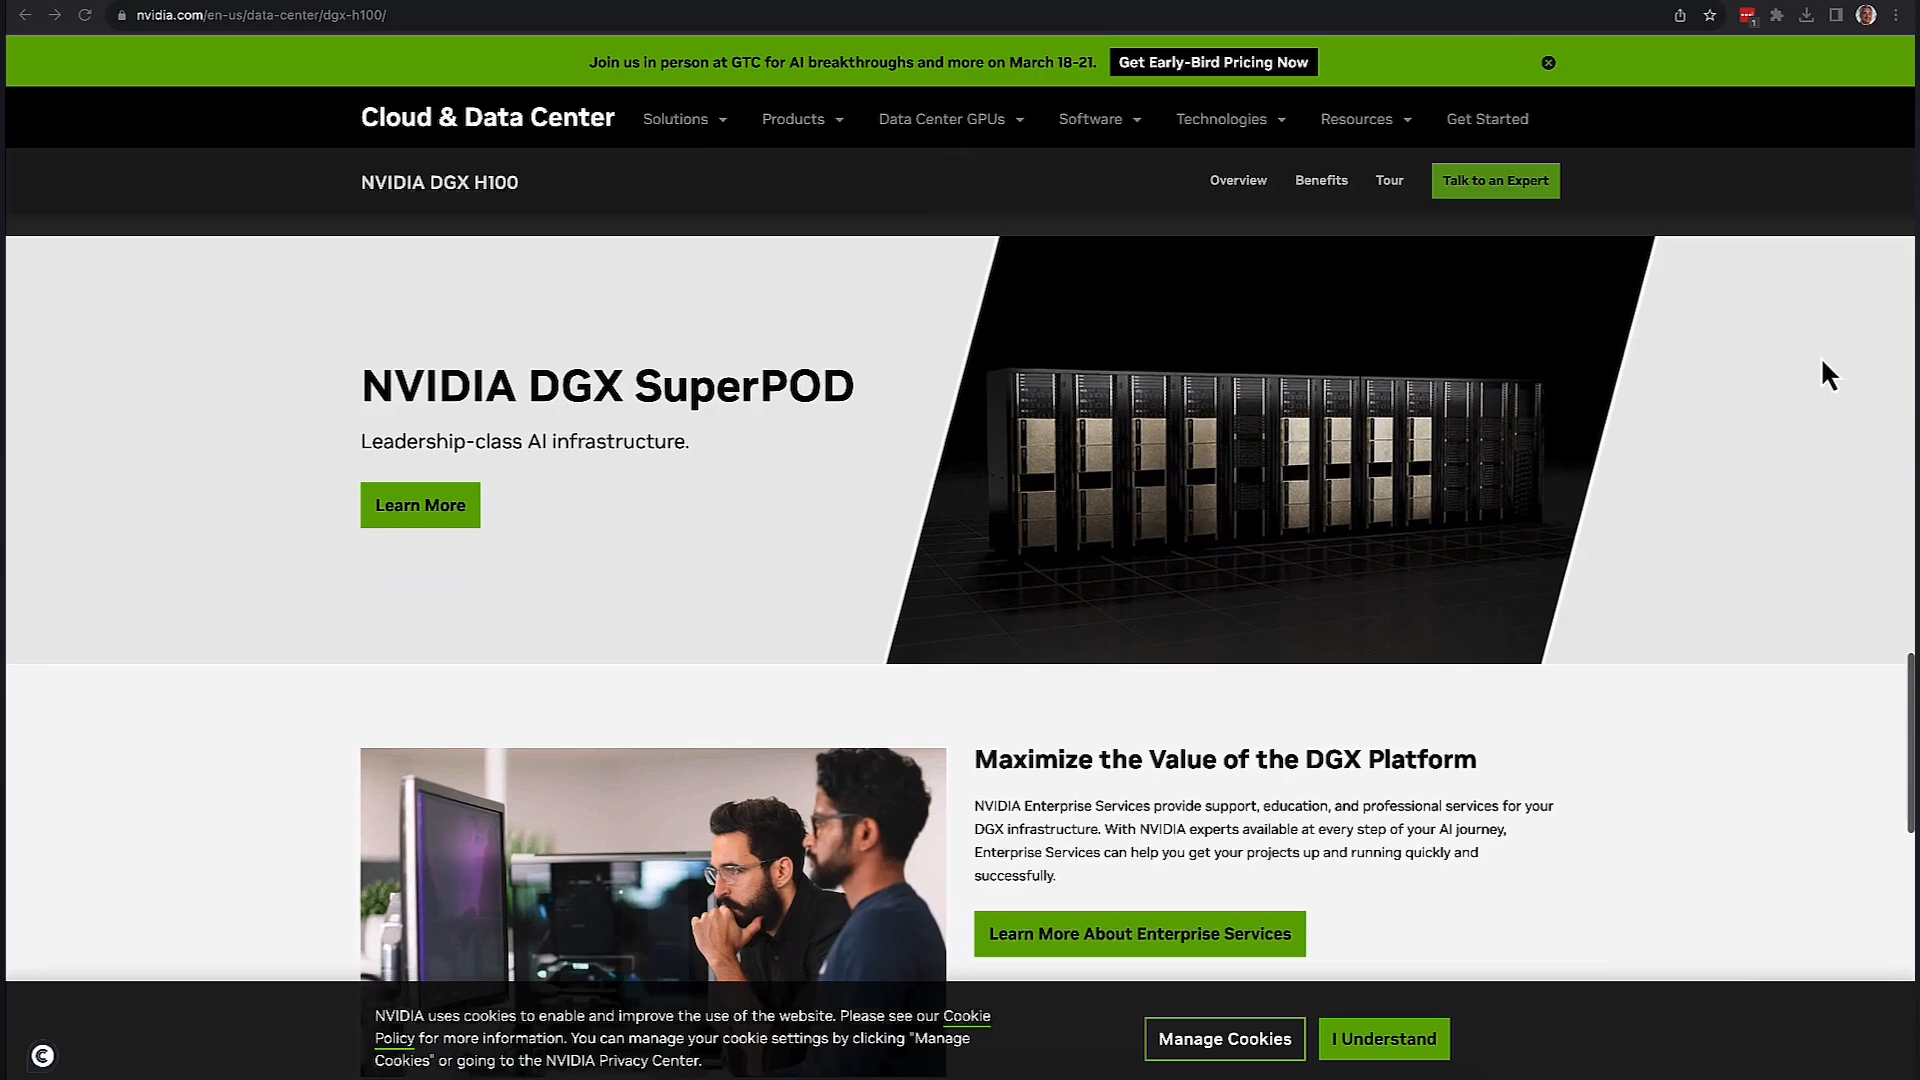 nvidia.com/en-us/data-center/dgx-h100/
1
Join us in person at GTC for AI breakthroughs and more on March 18-21.
Get Early-Bird Pricing Now
Cloud & Data Center
Solutions
Products
Data Center GPUs
Software
Technologies
Resources
Get Started
NVIDIA DGX H100
Overview
Benefits
Tour
Talk to an Expert
NVIDIA DGX SuperPOD
Leadership-class AI infrastructure.
Learn More
Maximize the Value of the DGX Platform
NVIDIA Enterprise Services provide support, education, and professional services for your
DGX infrastructure. With NVIDIA experts available at every step of your AI journey,
Enterprise Services can help you get your projects up and running quickly and
successfully.
Learn More About Enterprise Services
NVIDIA uses cookies to enable and improve the use of the website. Please see our Cookie
Policy for more information. You can manage your cookie settings by clicking "Manage
Cookies" or going to the NVIDIA Privacy Center.
Manage Cookies
I Understand